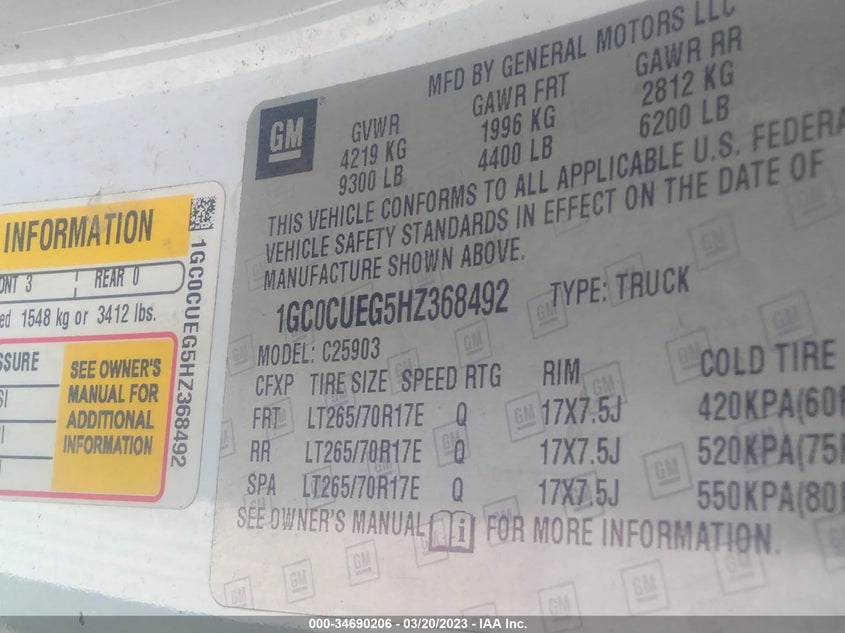 INFORMATION
ONT 3 REAR 0
ed 1548 kg or 3412 lbs.
SSURE
SI
I
SEE OWNER'S
MANUAL FOR
ADDITIONAL
INFORMATION
1GC0CUEG5HZ368492
GM
MFD BY GENERAL MOTORS LLC
GVWR GAWR FRT GAWR RR
4219 KG 1996 KG 2812 KG
9300 LB 4400 LB 6200 LB
THIS VEHICLE CONFORMS TO ALL APPLICABLE U.S. FEDERA
VEHICLE SAFETY STANDARDS IN EFFECT ON THE DATE OF
MANUFACTURE SHOWN ABOVE.
1GC0CUEG5HZ368492 TYPE: TRUCK
MODEL: C25903
CFXP TIRE SIZE SPEED RTG RIM COLD TIRE
FRT LT265/70R17E Q 17X7.5J 420KPA(60
RR LT265/70R17E Q 17X7.5J 520KPA(75
SPA LT265/70R17E Q 17X7.5J 550KPA(80
SEE OWNER'S MANUAL i FOR MORE INFORMATION.
000-34690206 - 03/20/2023 - IAA Inc.